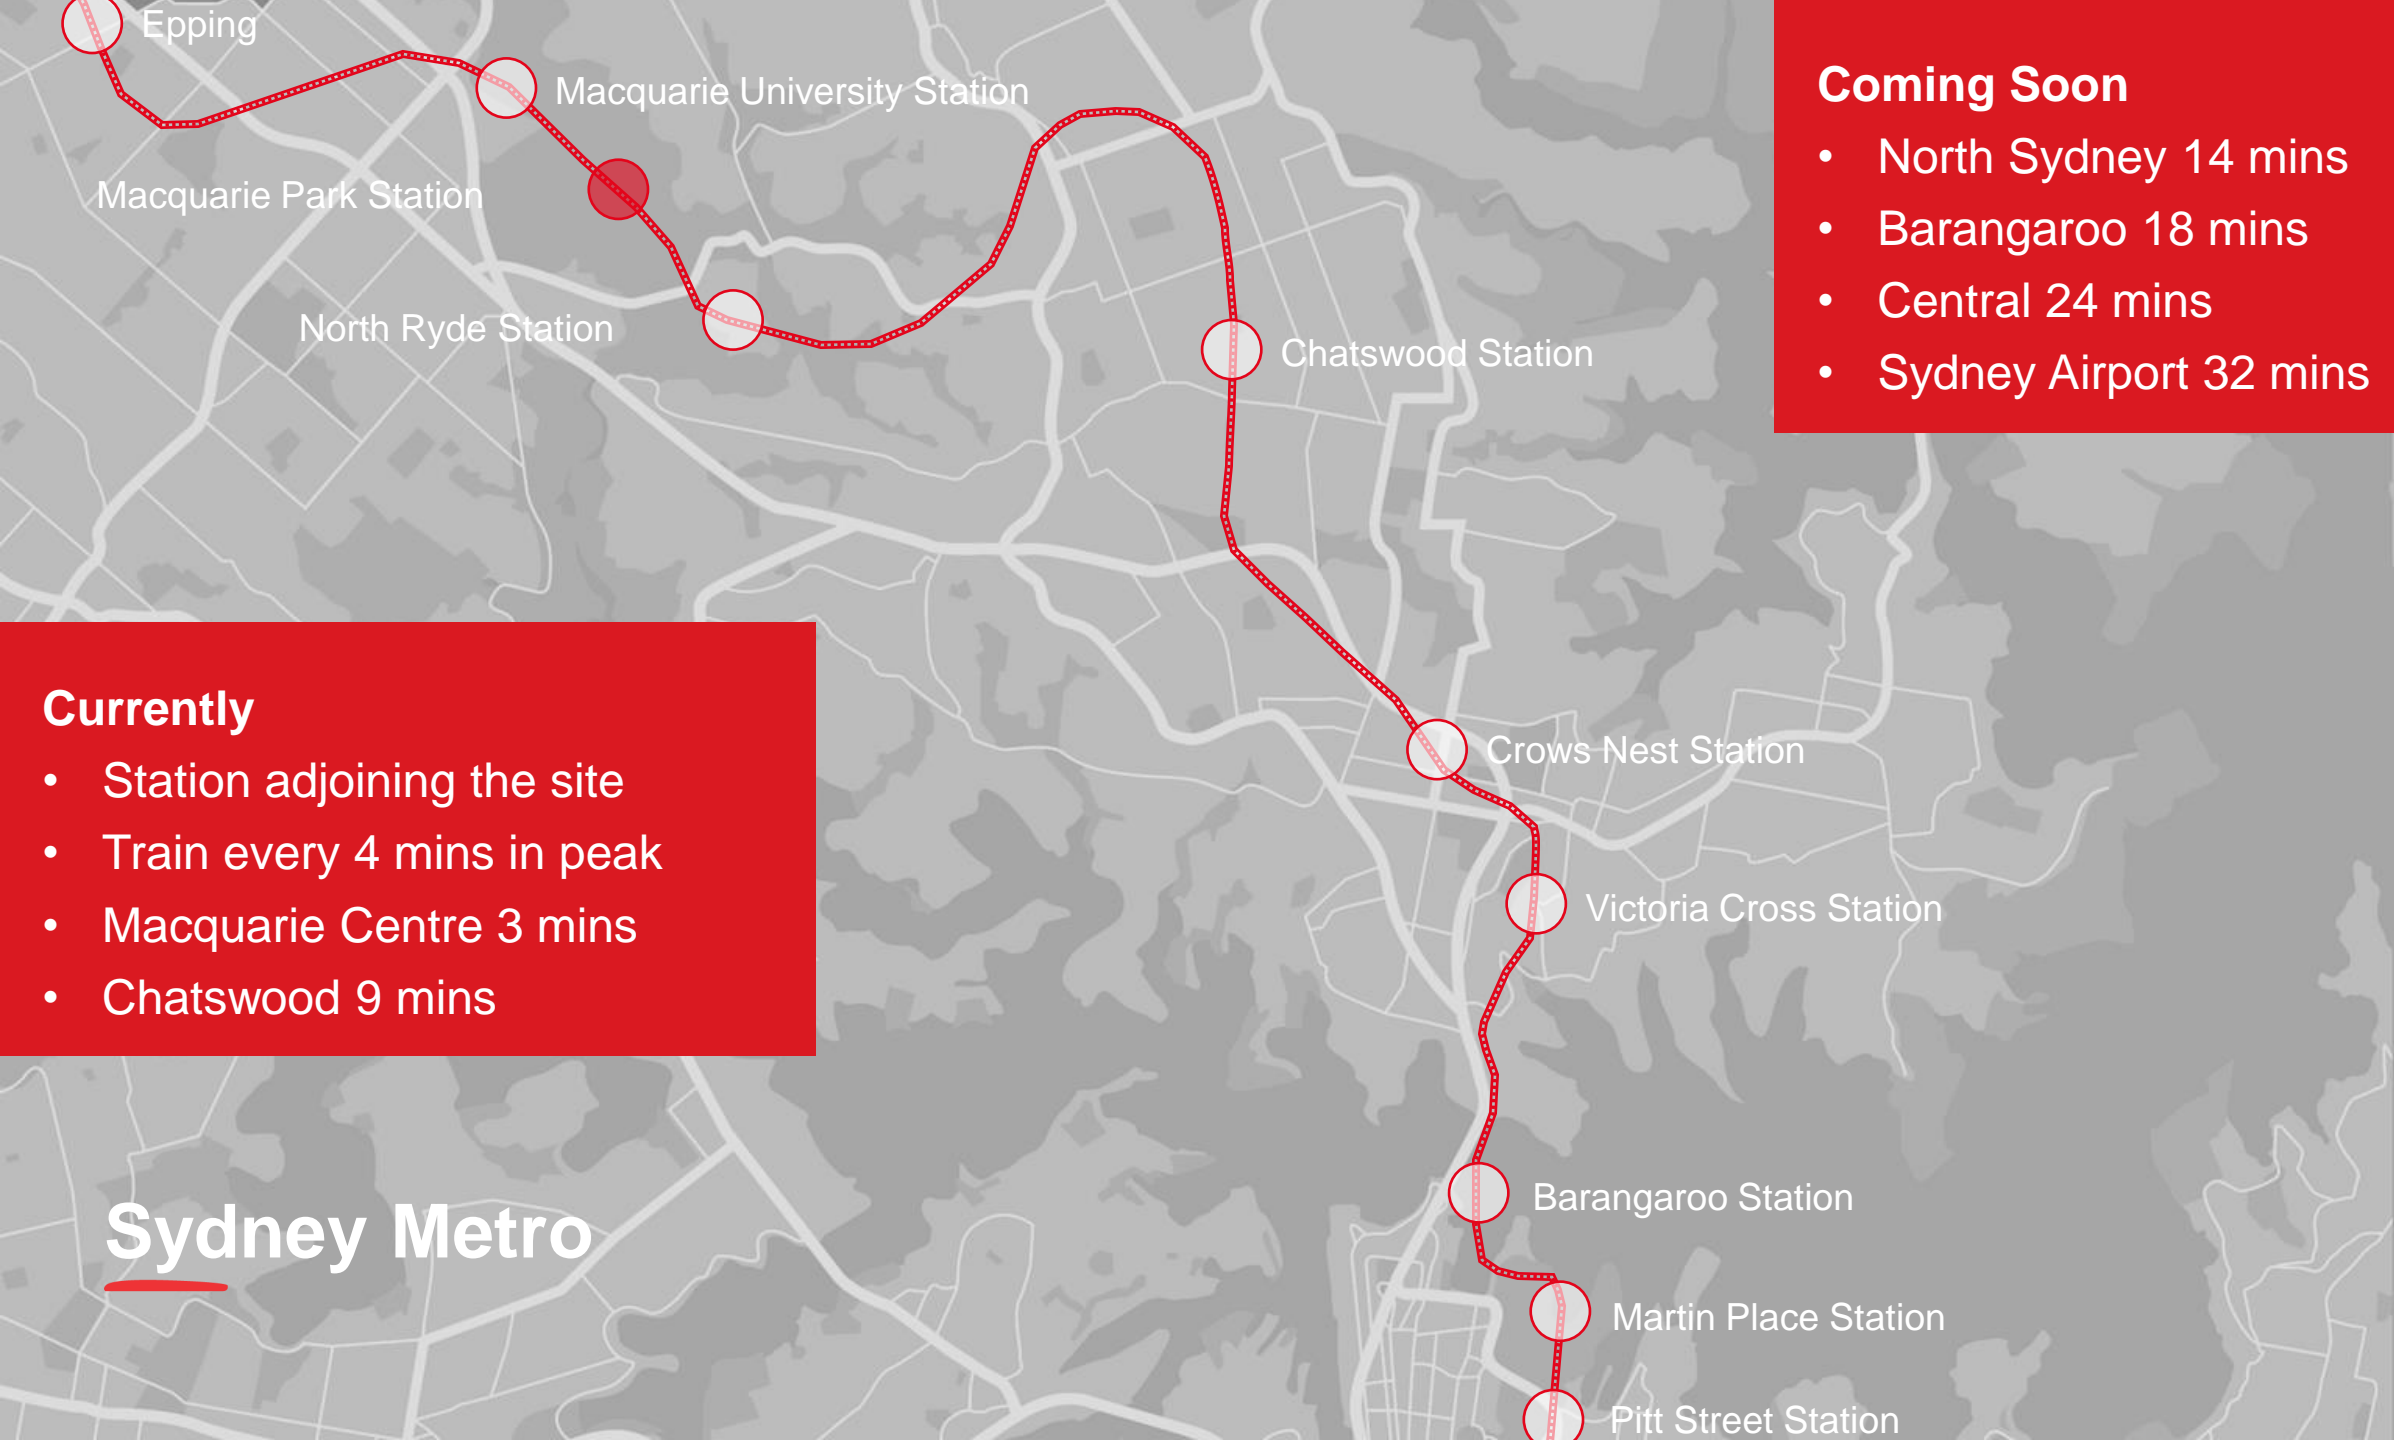 Epping
Macquarie University Station
Macquarie Park Station
North Ryde Station
Chatswood Station
Coming Soon
• North Sydney 14 mins
• Barangaroo 18 mins
• Central 24 mins
• Sydney Airport 32 mins
Currently
• Station adjoining the site
• Train every 4 mins in peak
• Macquarie Centre 3 mins
• Chatswood 9 mins
Crows Nest Station
Victoria Cross Station
Barangaroo Station
Sydney Metro
Martin Place Station
Pitt Street Station